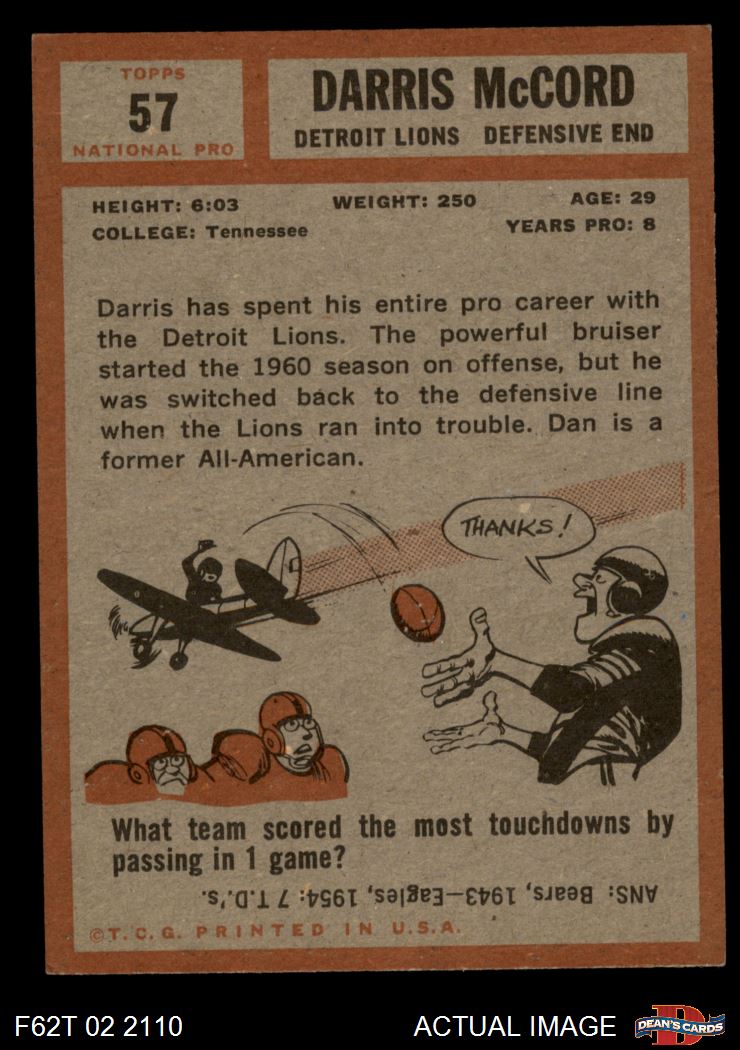 TOPPS
57
NATIONAL PRO
DARRIS McCORD
DETROIT LIONS DEFENSIVE END
HEIGHT: 6:03 WEIGHT: 250 AGE: 29
COLLEGE: Tennessee YEARS PRO: 8
Darris has spent his entire pro career with
the Detroit Lions. The powerful bruiser
started the 1960 season on offense, but he
was switched back to the defensive line
when the Lions ran into trouble. Dan is a
former All-American.
THANKS!
What team scored the most touchdowns by
passing in 1 game?
ANS: Bears, 1943—Eagles, 1954: 7 T.D.'s.
©T.C.G. PRINTED IN U.S.A.
F62T 02 2110 ACTUAL IMAGE D DEAN'S CARDS